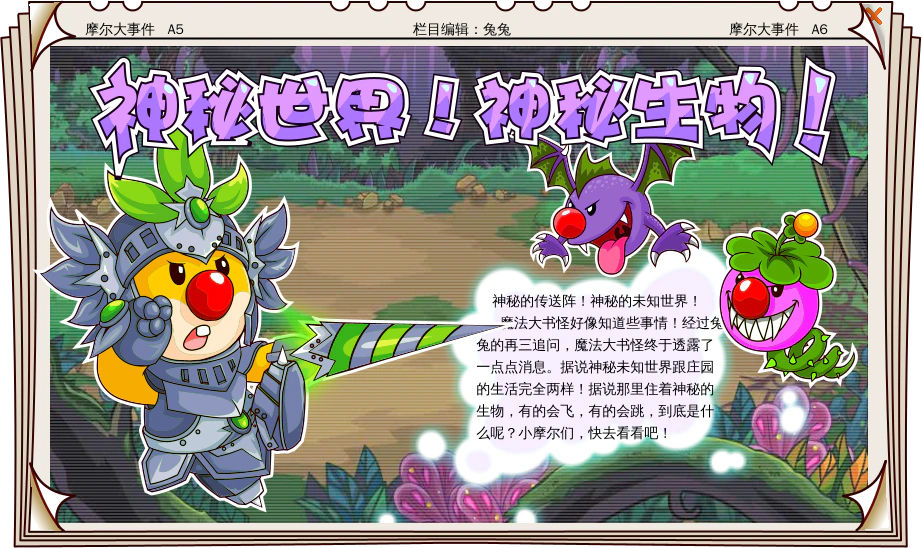 摩尔大事件 A5
栏目编辑：兔兔
摩尔大事件 A6
神秘世界！神秘生物！
神秘的传送阵！神秘的未知世界！
魔法大书怪好像知道些事情！经过兔
兔的再三追问，魔法大书怪终于透露了
一点点消息。据说神秘未知世界跟庄园
的生活完全两样！据说那里住着神秘的
生物，有的会飞，有的会跳，到底是什
么呢？小摩尔们，快去看看吧！